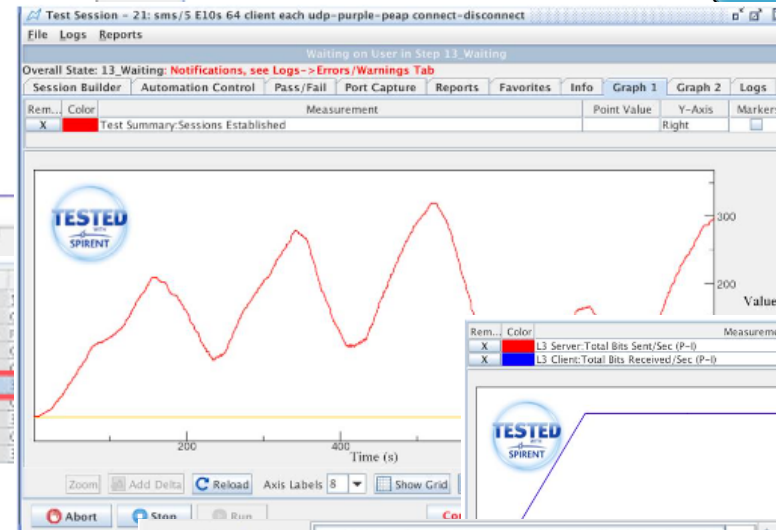 Test Session - 21: sms/5 E10s 64 client each udp-purple-peap connect-disconnect
File Logs Reports
Waiting on User in Step 13_Waiting
Overall State: 13_Waiting: Notifications, see Logs->Errors/Warnings Tab
Session Builder Automation Control Pass/Fail Port Capture Reports Favorites Info Graph 1 Graph 2 Logs
Rem... Color Measurement Point Value Y-Axis Markers
X Test Summary:Sessions Established Right
TESTED
WITH
SPIRENT
300
200
Value
Rem... Color Measureme
X L3 Server:Total Bits Sent/Sec (P-I)
X L3 Client:Total Bits Received/Sec (P-I)
TESTED
WITH
SPIRENT
200 400
Time (s)
Zoom Add Delta Reload Axis Labels 8 Show Grid
Abort Stop Run Co